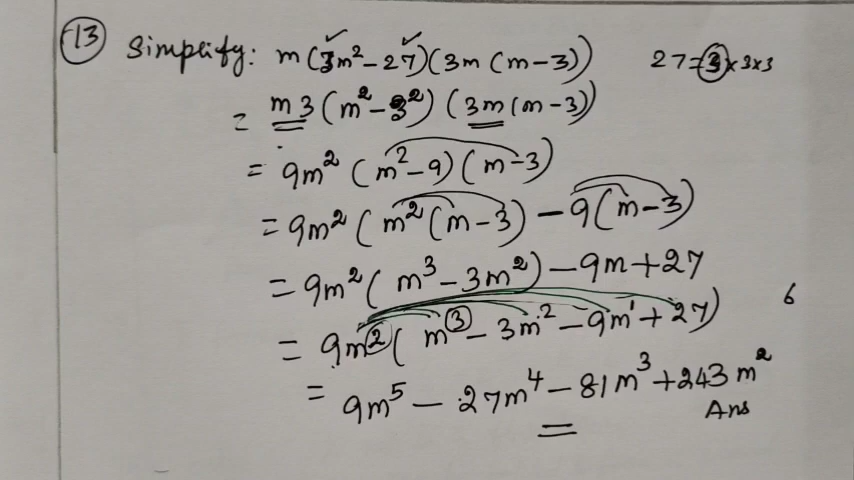 13 Simplify: m(3m² - 27)(3m(m-3)) 27=3×3×3
= m3(m² - 3²)(3m(m-3))
= 9m²(m² - 9)(m-3)
= 9m²(m²(m-3) - 9(m-3)
= 9m²(m³ - 3m²) - 9m + 27
= 9m²(m³ - 3m² - 9m¹ + 27) 6
= 9m⁵ - 27m⁴ - 81m³ + 243m²
Ans